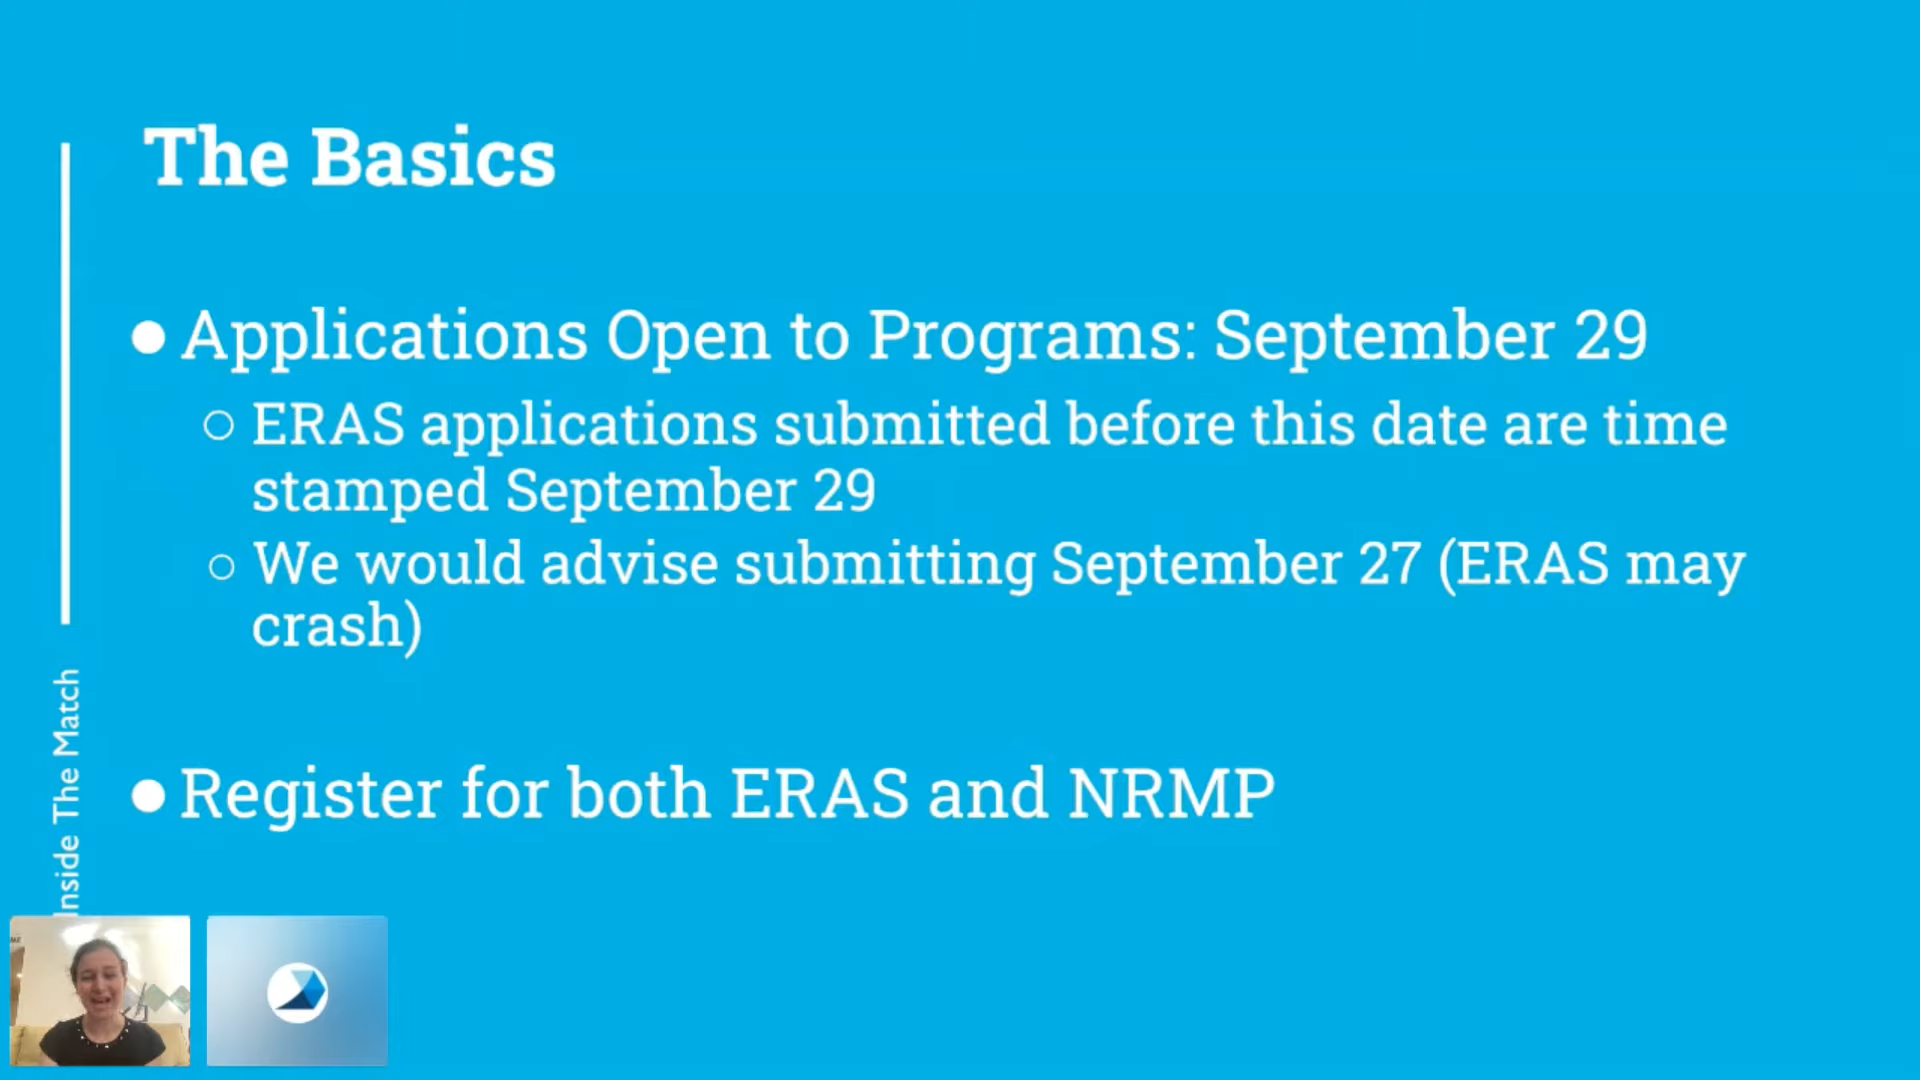 The Basics
● Applications Open to Programs: September 29
○ ERAS applications submitted before this date are time
stamped September 29
○ We would advise submitting September 27 (ERAS may
crash)
● Register for both ERAS and NRMP
Inside The Match